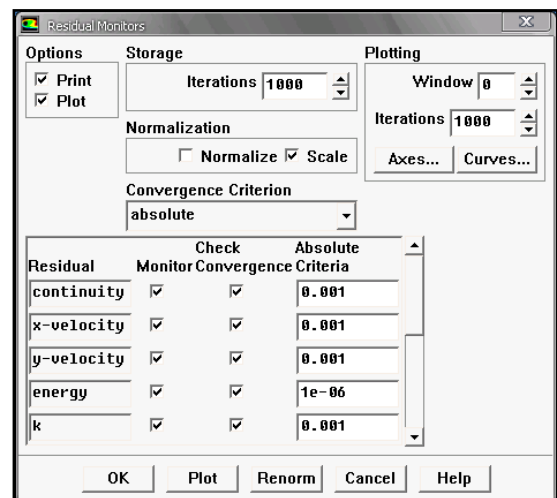 Residual Monitors
Options
Print
Plot
Storage
Iterations 1000
Normalization
Normalize Scale
Convergence Criterion
absolute
Plotting
Window 0
Iterations 1000
Axes... Curves...
Residual Monitor Check Convergence Absolute Criteria
continuity 0.001
x-velocity 0.001
y-velocity 0.001
energy 1e-06
k 0.001
OK Plot Renorm Cancel Help